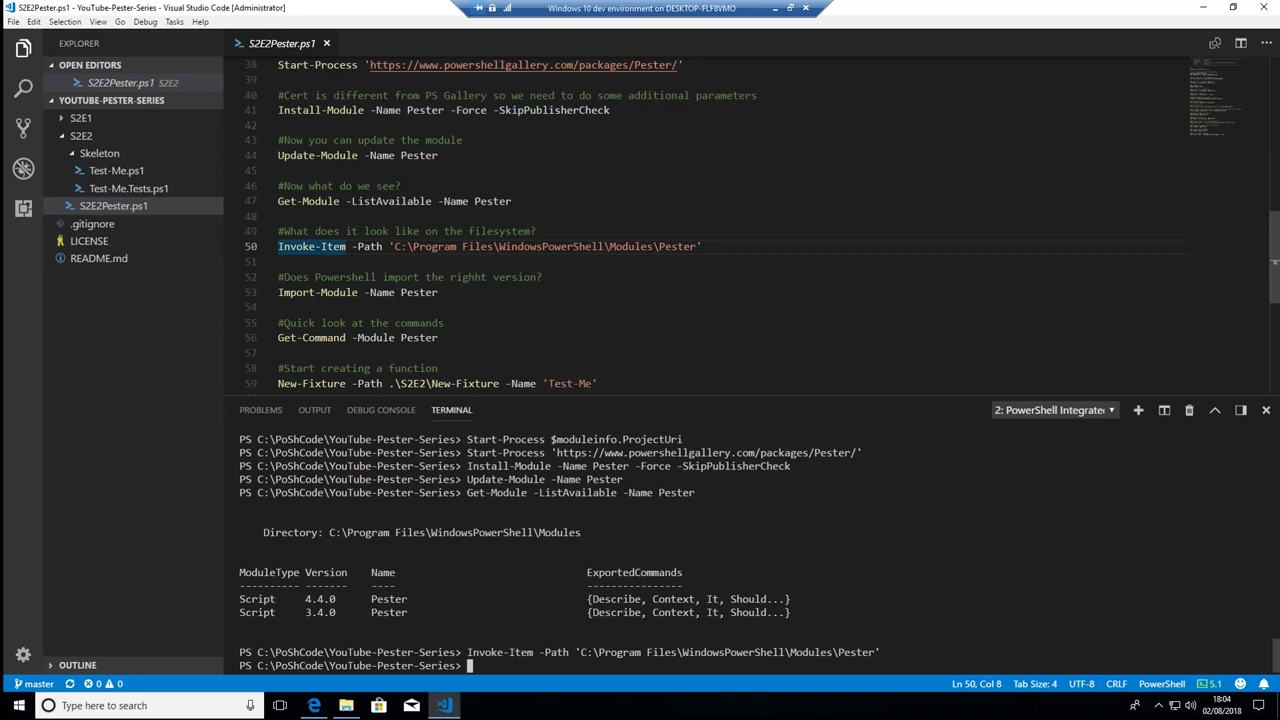 S2E2Pester.ps1 - YouTube-Pester-Series - Visual Studio Code [Administrator]
Windows 10 dev environment on DESKTOP-FLF8VMO
File Edit Selection View Go Debug Tasks Help
EXPLORER
OPEN EDITORS
S2E2Pester.ps1 S2E2
YOUTUBE-PESTER-SERIES
S2E1
S2E2
Skeleton
Test-Me.ps1
Test-Me.Tests.ps1
S2E2Pester.ps1
.gitignore
LICENSE
README.md
OUTLINE
S2E2Pester.ps1
38 Start-Process 'https://www.powershellgallery.com/packages/Pester/'
39
40 #Cert is different from PS Gallery so we need to do some additional parameters
41 Install-Module -Name Pester -Force -SkipPublisherCheck
42
43 #Now you can update the module
44 Update-Module -Name Pester
45
46 #Now what do we see?
47 Get-Module -ListAvailable -Name Pester
48
49 #What does it look like on the filesystem?
50 Invoke-Item -Path 'C:\Program Files\WindowsPowerShell\Modules\Pester'
51
52 #Does Powershell import the righht version?
53 Import-Module -Name Pester
54
55 #Quick look at the commands
56 Get-Command -Module Pester
57
58 #Start creating a function
59 New-Fixture -Path .\S2E2\New-Fixture -Name 'Test-Me'
PROBLEMS OUTPUT DEBUG CONSOLE TERMINAL
2: PowerShell Integrate
PS C:\PoShCode\YouTube-Pester-Series> Start-Process $moduleinfo.ProjectUri
PS C:\PoShCode\YouTube-Pester-Series> Start-Process 'https://www.powershellgallery.com/packages/Pester/'
PS C:\PoShCode\YouTube-Pester-Series> Install-Module -Name Pester -Force -SkipPublisherCheck
PS C:\PoShCode\YouTube-Pester-Series> Update-Module -Name Pester
PS C:\PoShCode\YouTube-Pester-Series> Get-Module -ListAvailable -Name Pester
Directory: C:\Program Files\WindowsPowerShell\Modules
ModuleType Version Name ExportedCommands
---------- ------- ---- ----------------
Script 4.4.0 Pester {Describe, Context, It, Should...}
Script 3.4.0 Pester {Describe, Context, It, Should...}
PS C:\PoShCode\YouTube-Pester-Series> Invoke-Item -Path 'C:\Program Files\WindowsPowerShell\Modules\Pester'
PS C:\PoShCode\YouTube-Pester-Series>
master 0 0 Ln 50, Col 8 Tab Size: 4 UTF-8 CRLF PowerShell 5.1
Type here to search
18:04
02/08/2018